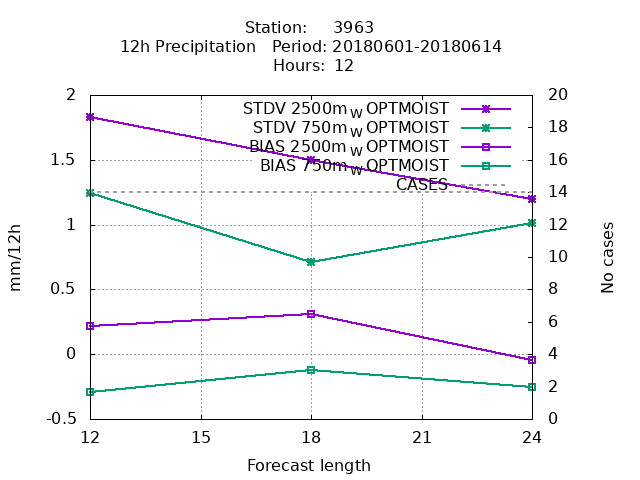 Station: 3963
12h Precipitation Period: 20180601-20180614
Hours: 12
2
1.5
1
0.5
0
-0.5
mm/12h
STDV 2500m_W OPTMOIST
STDV 750m_W OPTMOIST
BIAS 2500m_W OPTMOIST
BIAS 750m_W OPTMOIST
CASES
20
18
16
14
12
10
8
6
4
2
0
No cases
12 15 18 21 24
Forecast length